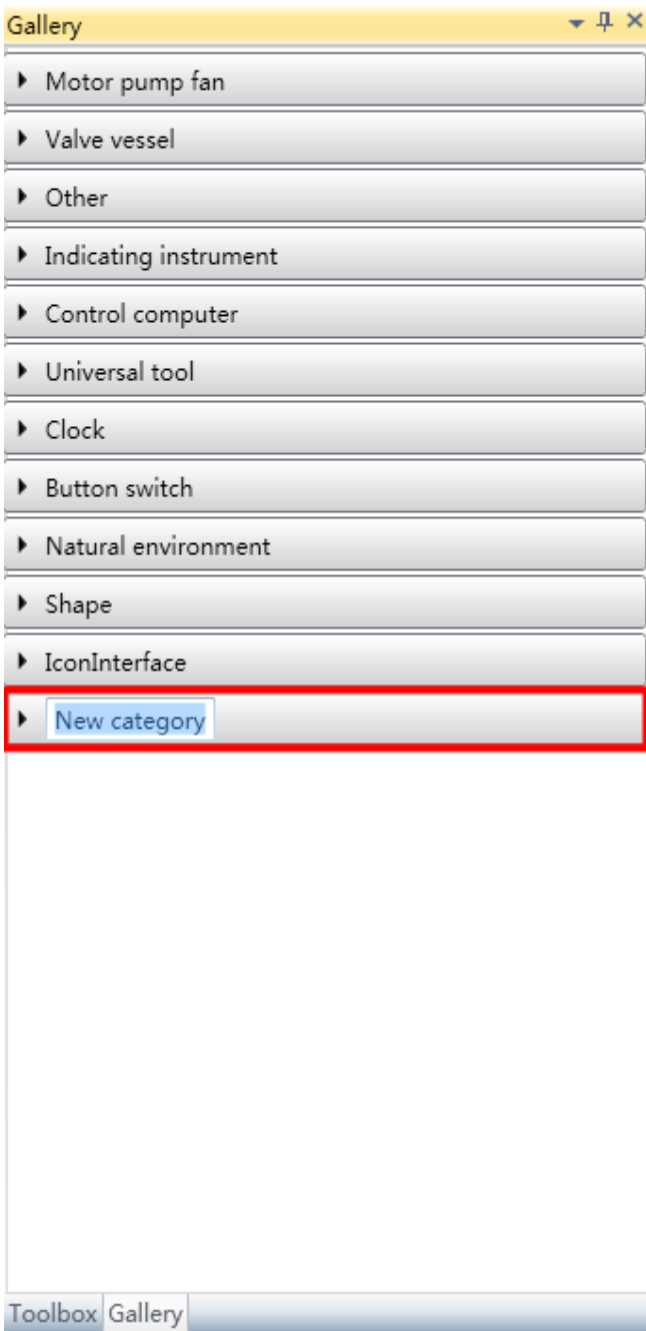 Gallery
Motor pump fan
Valve vessel
Other
Indicating instrument
Control computer
Universal tool
Clock
Button switch
Natural environment
Shape
IconInterface
New category
Toolbox Gallery